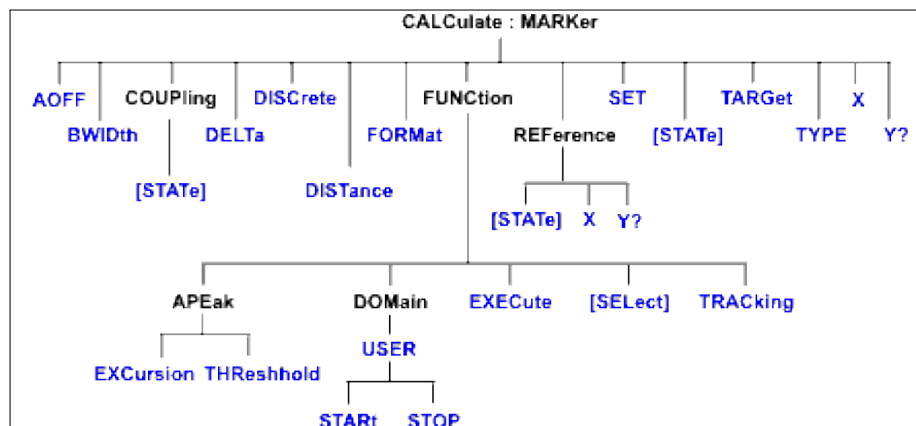 CALCulate : MARKer
AOFF COUPling DISCrete FUNCtion SET TARGet X
BWIDth DELTa FORMat REFerence [STATe] TYPE Y?
[STATe] DISTance
[STATe] X Y?
APEak DOMain EXECute [SELect] TRACking
USER
EXCursion THReshhold
STARt STOP